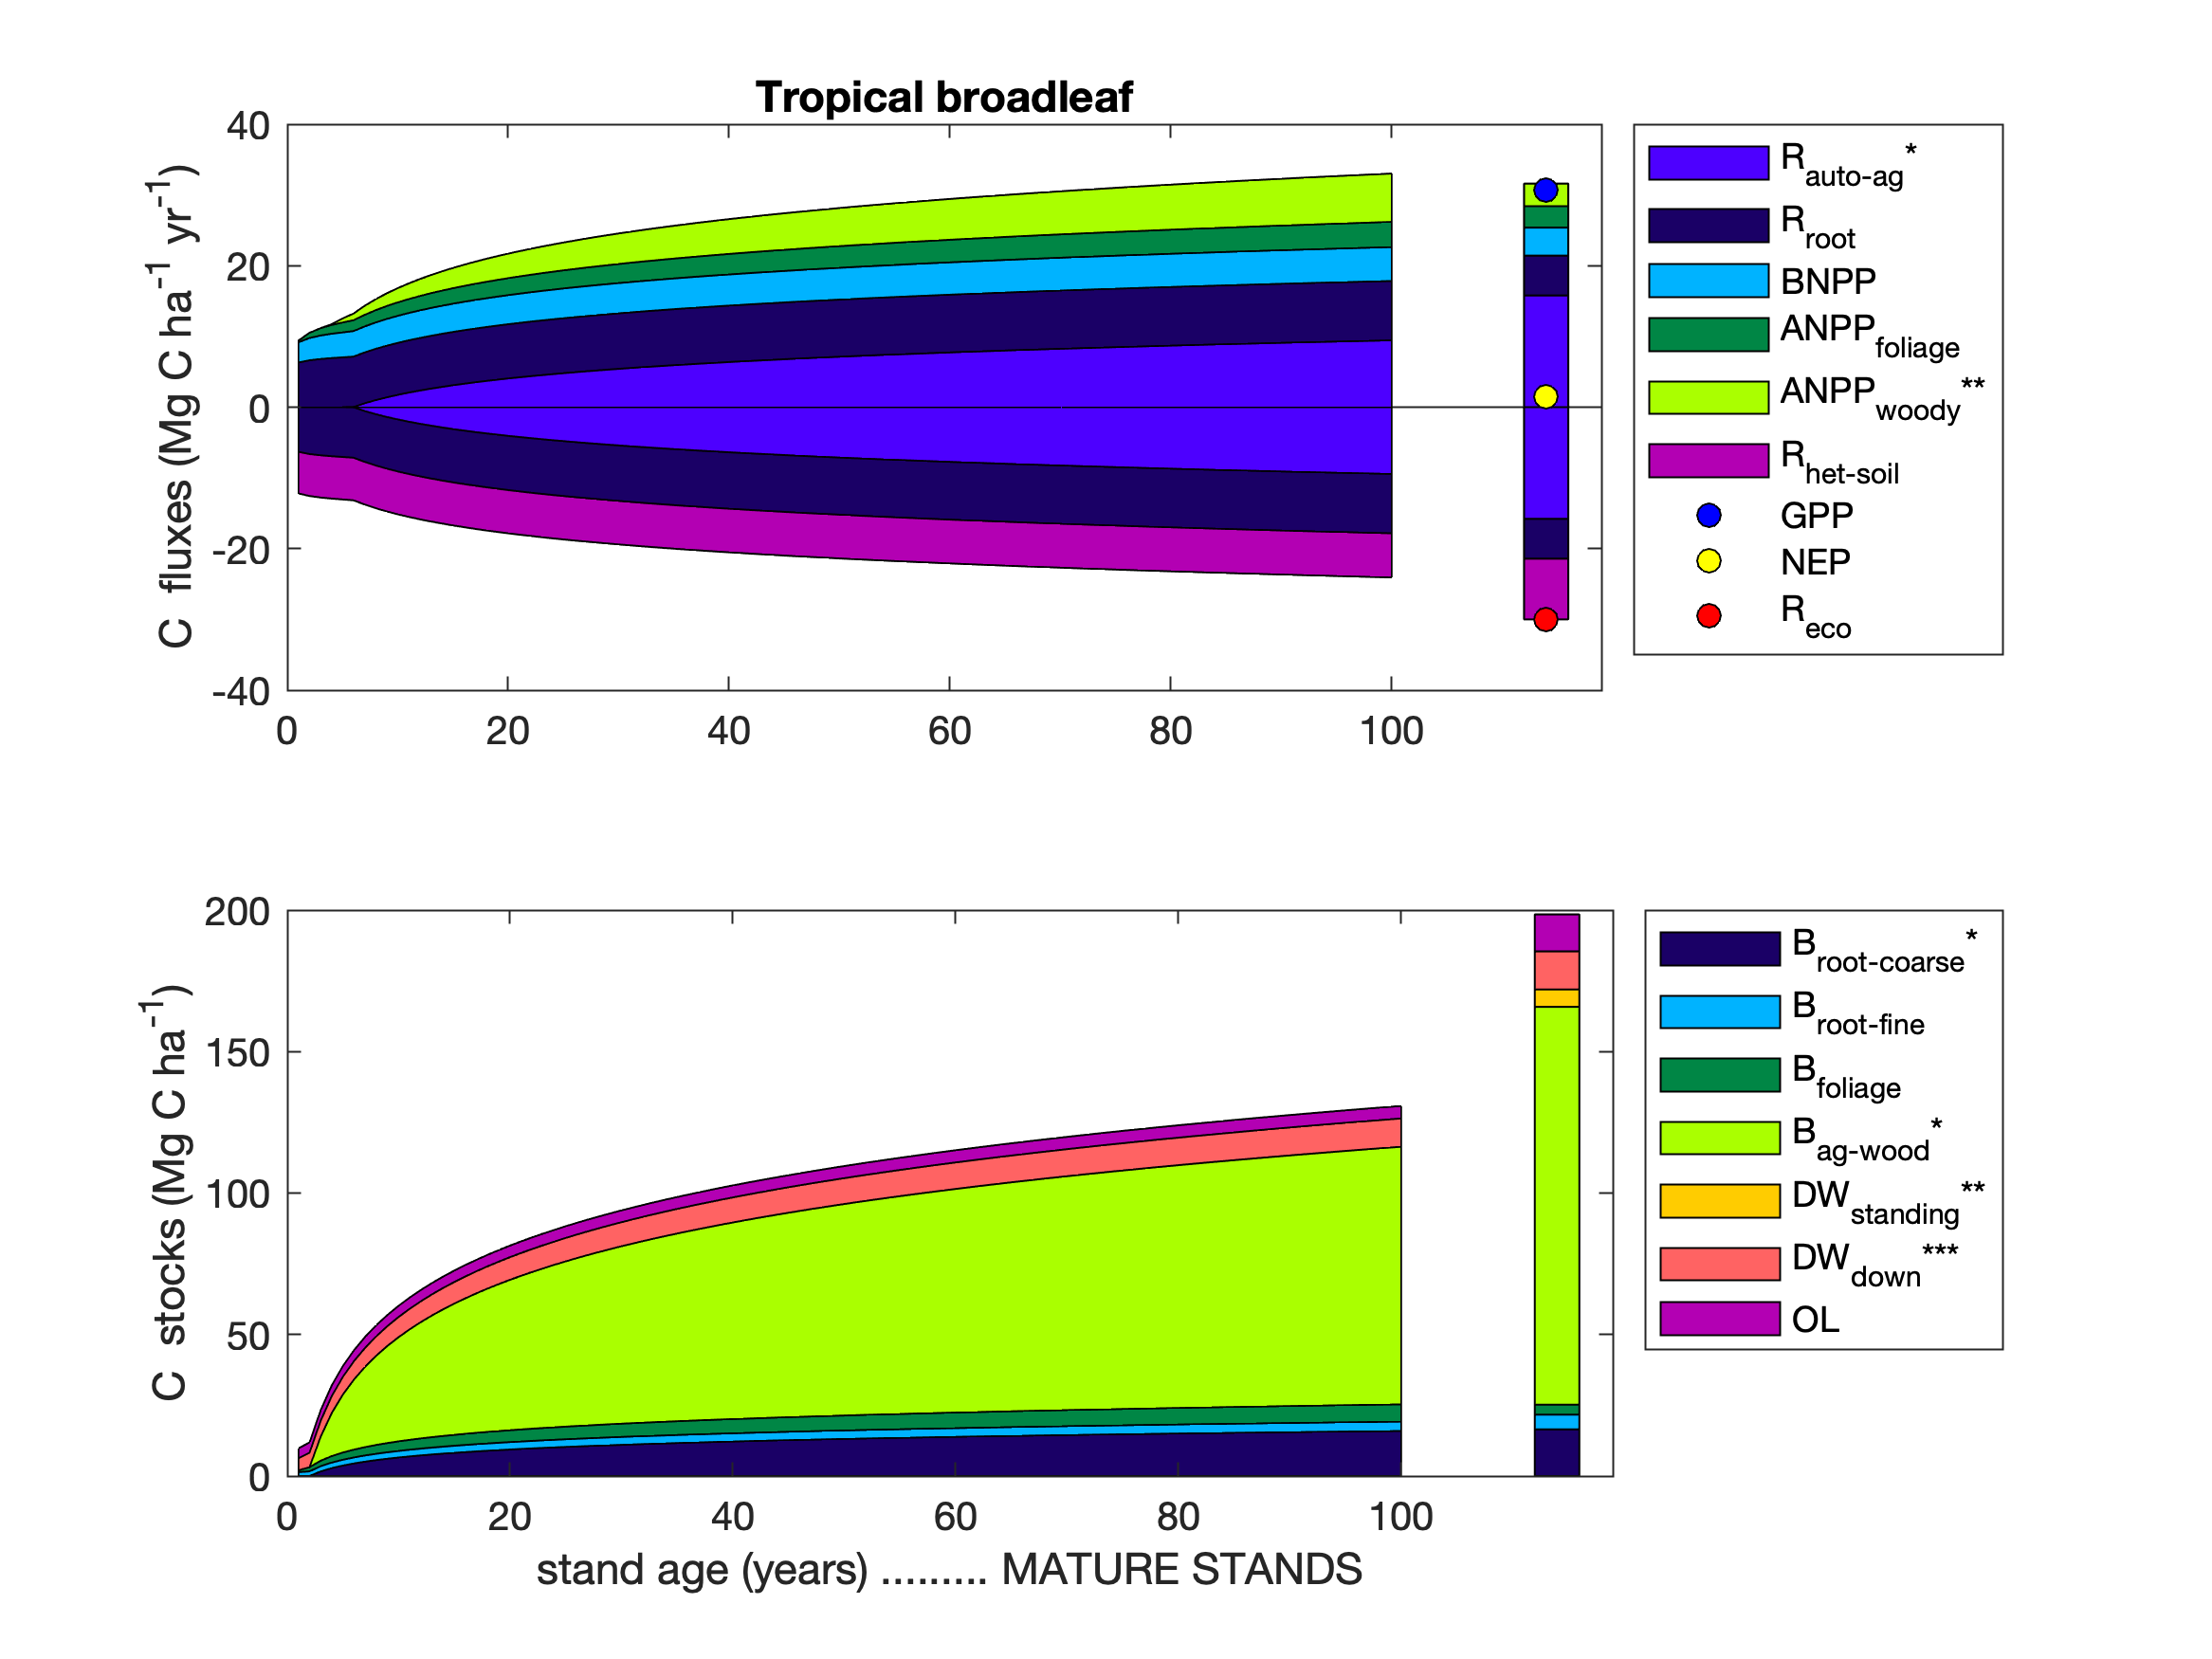 Tropical broadleaf
C fluxes (Mg C ha-1 yr-1)
40
20
0
-20
-40
0 20 40 60 80 100
Rauto-ag*
Rroot
BNPP
ANPPfoliage
ANPPwoody**
Rhet-soil
GPP
NEP
Reco
C stocks (Mg C ha-1)
200
150
100
50
0
0 20 40 60 80 100
stand age (years) ......... MATURE STANDS
Broot-coarse*
Broot-fine
Bfoliage
Bag-wood*
DWstanding**
DWdown***
OL